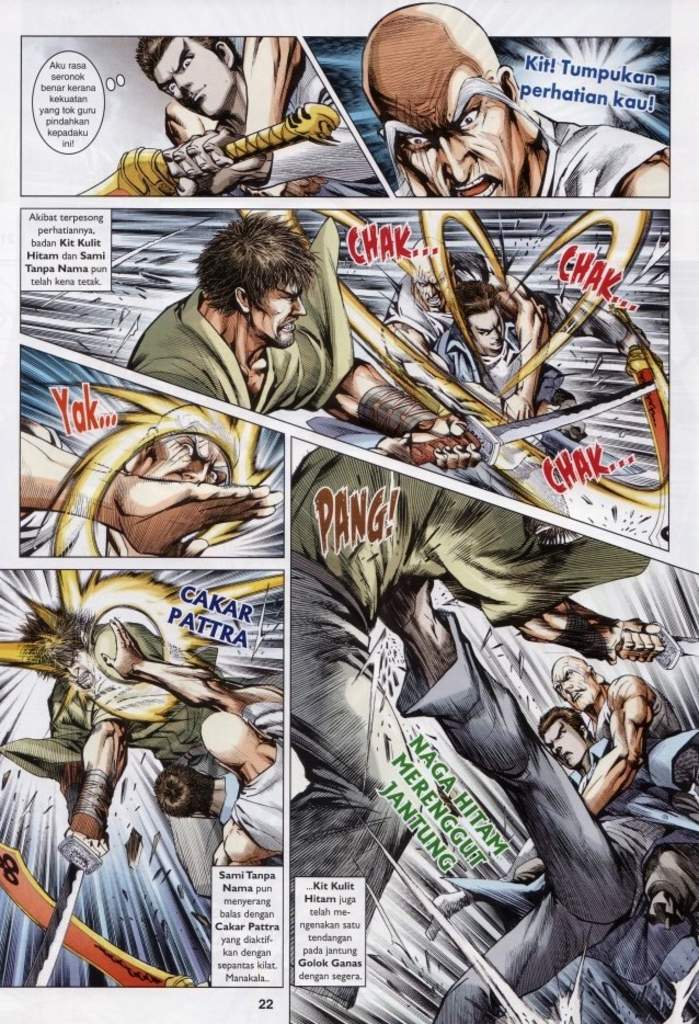 Aku rasa
seronok
benar kerana
kekuatan
yang tok guru
pindahkan
kepadaku
ini!
Kit! Tumpukan
perhatian kau!
Akibat terpesong
perhatiannya,
badan Kit Kulit
Hitam dan Sami
Tanpa Nama pun
telah kena tetak.
CHAK...
CHAK...
CHAK...
Yak...
PANG!
CAKAR
PATTRA
Sami Tanpa
Nama pun
menyerang
balas dengan
Cakar Pattra
yang diaktif-
kan dengan
sepantas kilat.
Manakala..
NAGA HITAM
MERENGGUT
JANTUNG
...Kit Kulit
Hitam juga
telah me-
ngenakan satu
tendangan
pada jantung
Golok Ganas
dengan segera.
22